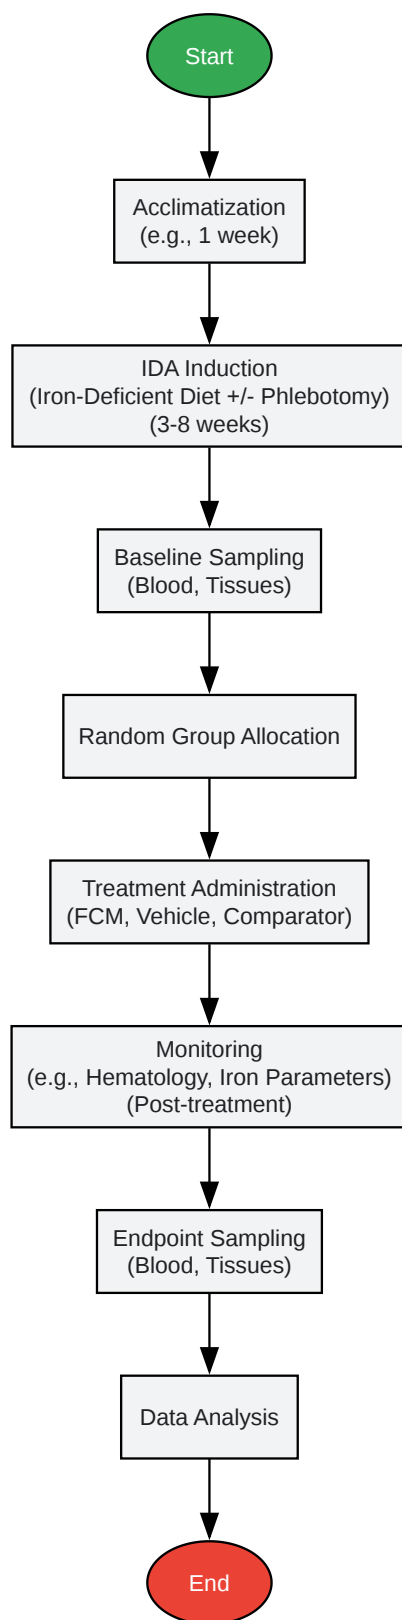 Start
Acclimatization
(e.g., 1 week)
IDA Induction
(Iron-Deficient Diet +/- Phlebotomy)
(3-8 weeks)
Baseline Sampling
(Blood, Tissues)
Random Group Allocation
Treatment Administration
(FCM, Vehicle, Comparator)
Monitoring
(e.g., Hematology, Iron Parameters)
(Post-treatment)
Endpoint Sampling
(Blood, Tissues)
Data Analysis
End